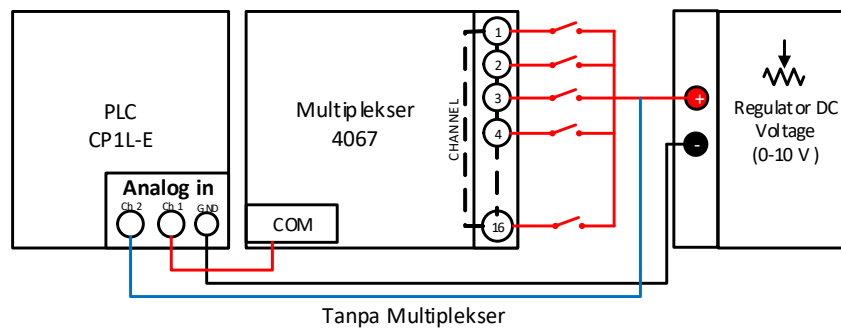 PLC
CP1L-E
Analog in
Ch 2
Ch 1
GND
Multiplekser
4067
COM
CHANNEL
1
2
3
4
16
+
-
Regulator DC
Voltage
(0-10 V )
Tanpa Multiplekser